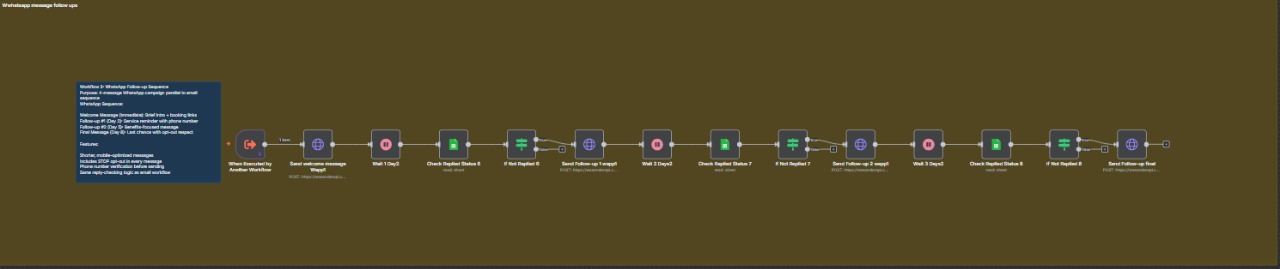 Whatsapp message follow ups
Workflow 2: WhatsApp Follow-up Sequence
Purpose: 4-message WhatsApp campaign parallel to email
sequence
WhatsApp Sequence:
Welcome Message (Immediate): Brief intro + booking links
Follow-up #1 (Day 2): Service reminder with phone number
Follow-up #2 (Day 5): Benefits-focused message
Final Message (Day 8): Last chance with opt-out respect
Features:
Shorter, mobile-optimized messages
Includes STOP opt-out in every message
Phone number verification before sending
Same reply-checking logic as email workflow
1 item
When Executed by
Another Workflow
Send welcome message
Wapp1
POST: https://wasenderapi.c...
Wait 1 Day2
Check Replied Status 6
read: sheet
If Not Replied 6
true
false
Send Follow-up 1 wapp1
POST: https://wasenderapi.c...
Wait 2 Days2
Check Replied Status 7
read: sheet
If Not Replied 7
true
false
Send Follow-up 2 wapp1
POST: https://wasenderapi.c...
Wait 3 Days2
Check Replied Status 8
read: sheet
If Not Replied 8
true
false
Send Follow-up final
POST: https://wasenderapi.c...